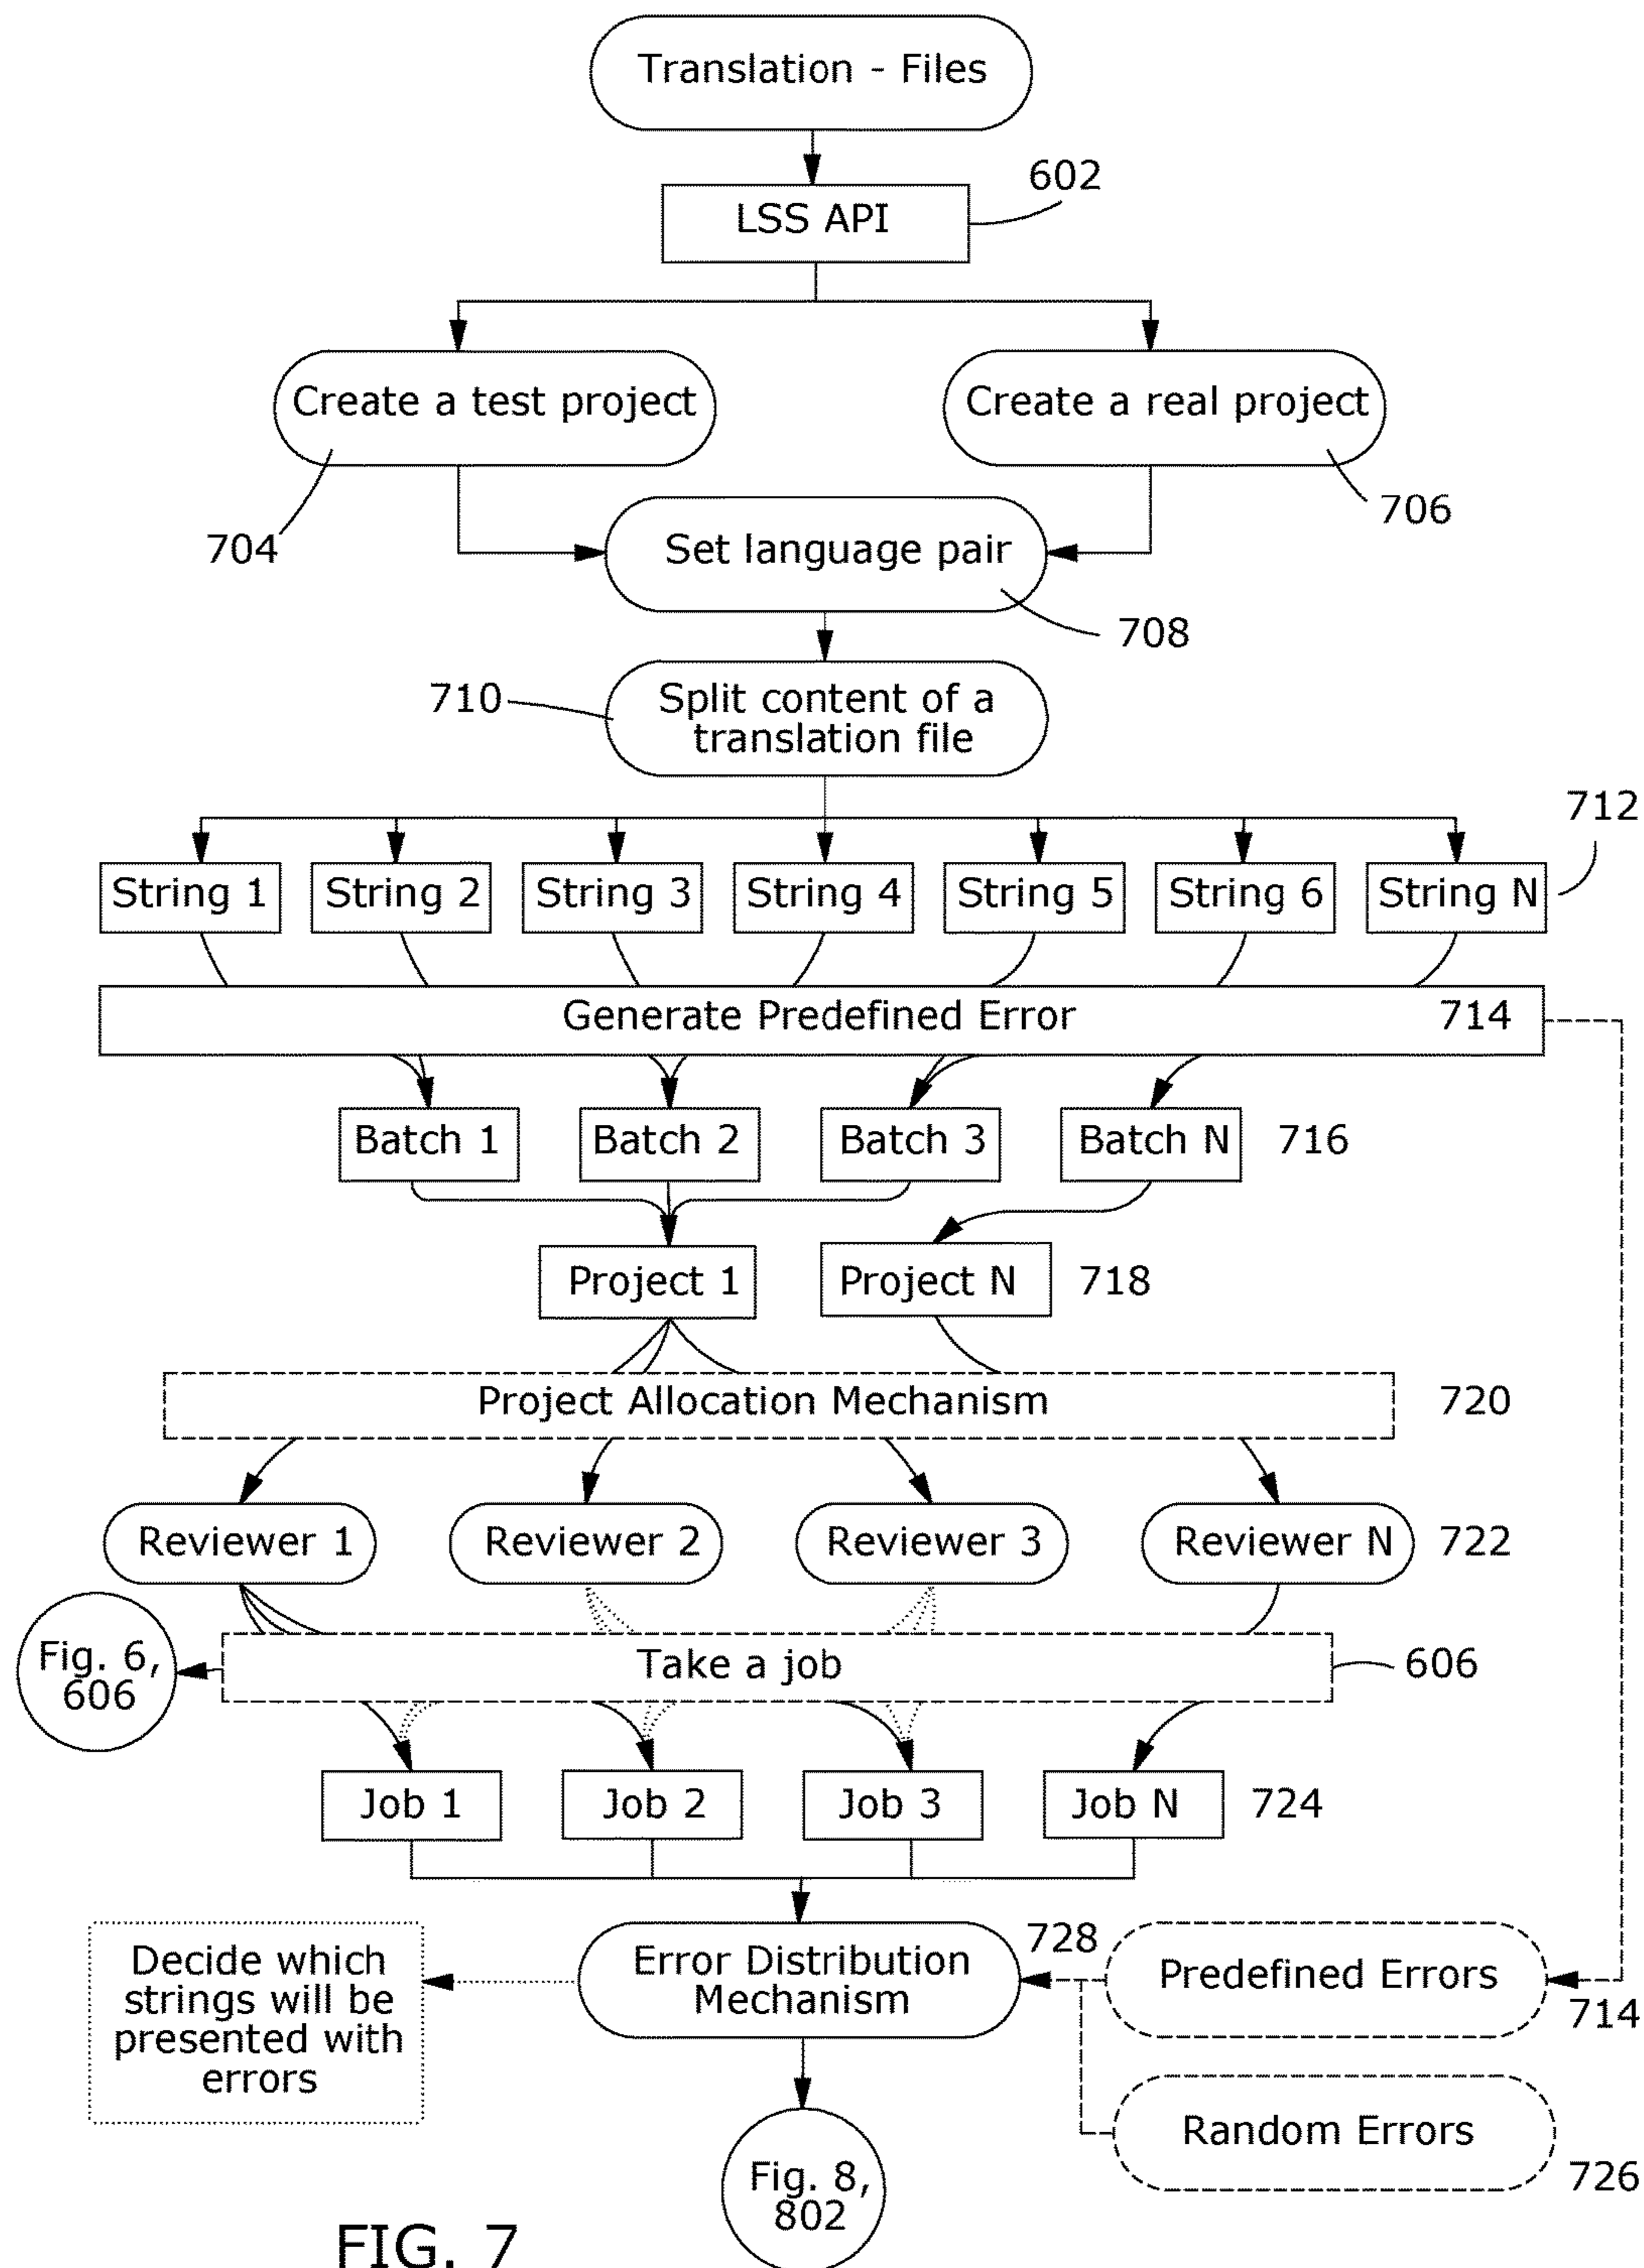 Translation - Files
602
LSS API
Create a test project
Create a real project
704
706
Set language pair
708
710
Split content of a
translation file
712
String 1
String 2
String 3
String 4
String 5
String 6
String N
Generate Predefined Error
714
Batch 1
Batch 2
Batch 3
Batch N
716
Project 1
Project N
718
Project Allocation Mechanism
720
Reviewer 1
Reviewer 2
Reviewer 3
Reviewer N
722
Fig. 6,
606
Take a job
606
Job 1
Job 2
Job 3
Job N
724
Decide which
strings will be
presented with
errors
Error Distribution
Mechanism
728
Predefined Errors
714
Random Errors
726
Fig. 8,
802
FIG. 7